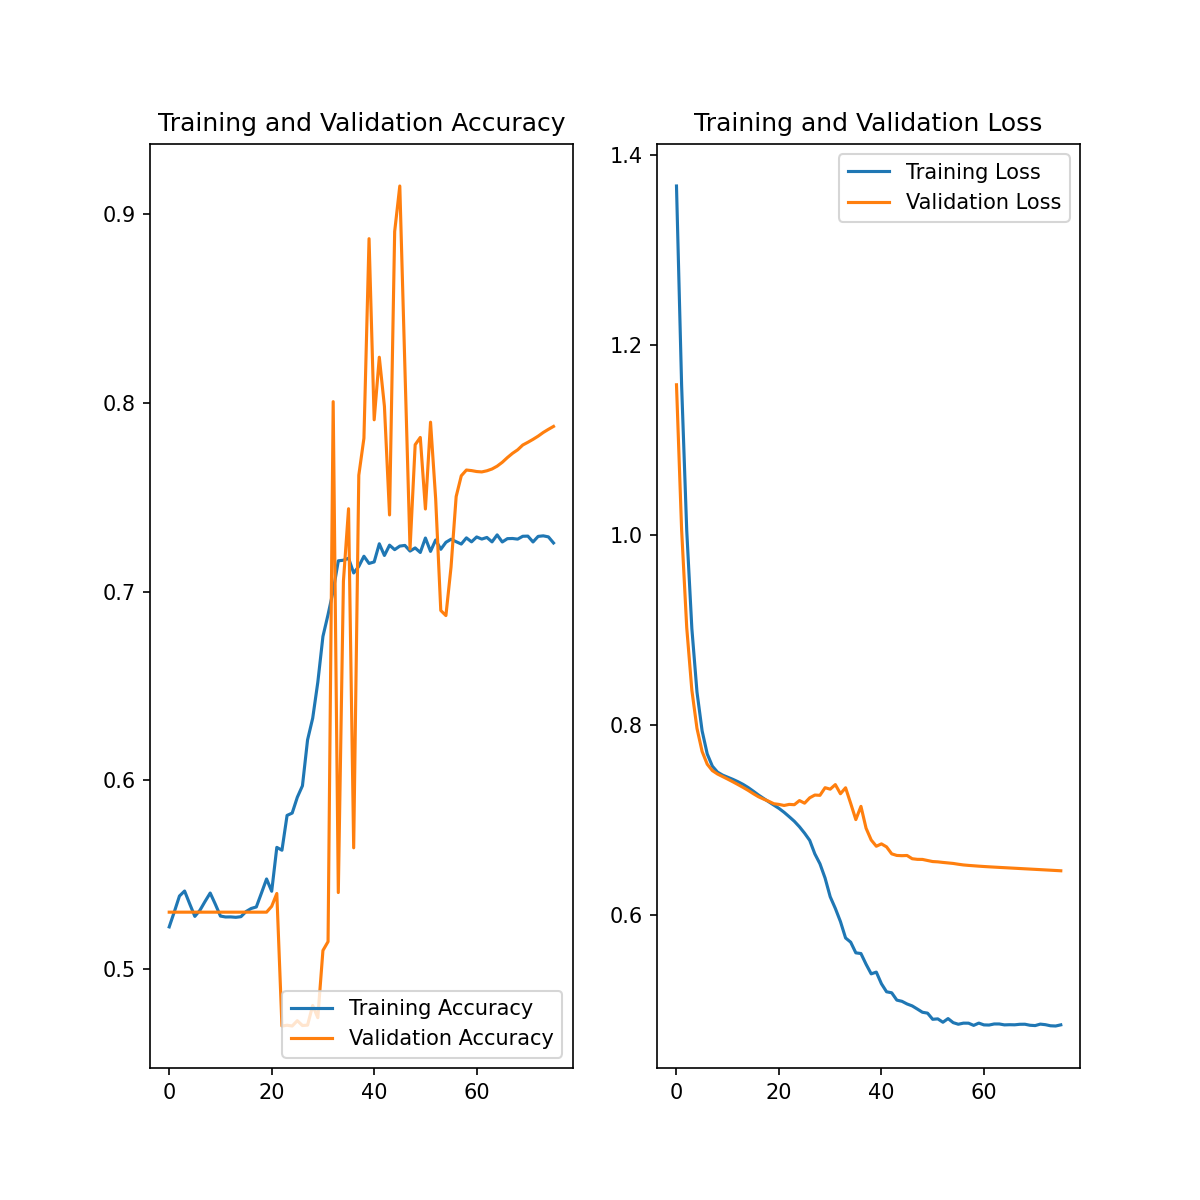 Training and Validation Accuracy
0.9
0.8
0.7
0.6
0.5
0 20 40 60
Training Accuracy
Validation Accuracy
Training and Validation Loss
1.4
1.2
1.0
0.8
0.6
0 20 40 60
Training Loss
Validation Loss